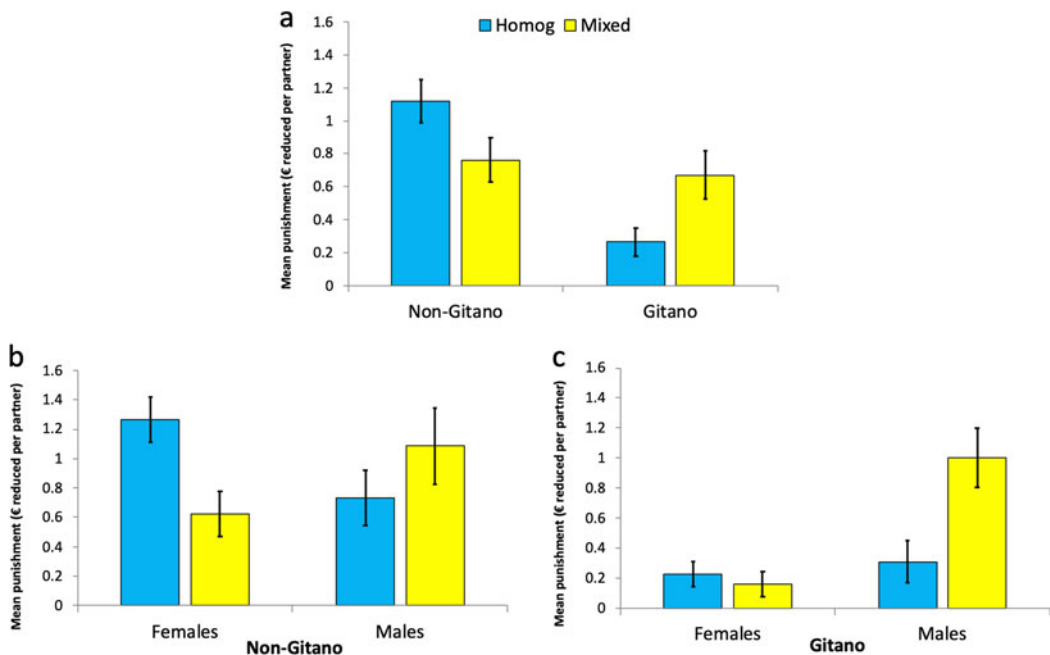 a
Homog Mixed
Mean punishment (€ reduced per partner)
1.6
1.4
1.2
1
0.8
0.6
0.4
0.2
0
Non-Gitano Gitano
b
Mean punishment (€ reduced per partner)
1.6
1.4
1.2
1
0.8
0.6
0.4
0.2
0
Females Males
Non-Gitano
c
Mean punishment (€ reduced per partner)
1.6
1.4
1.2
1
0.8
0.6
0.4
0.2
0
Females Males
Gitano